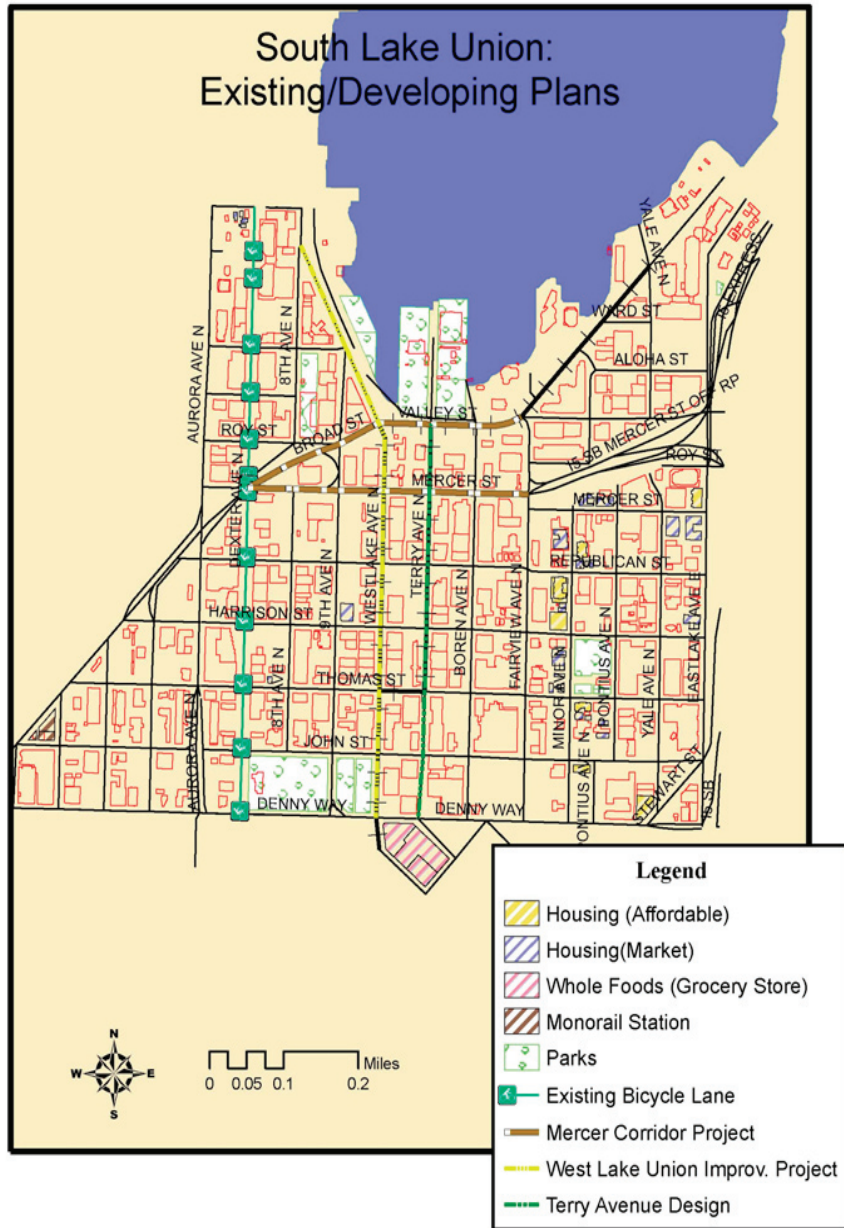 South Lake Union:
Existing/Developing Plans
YALE AVE N
I5 EXPRESS
WARD ST
ALOHA ST
AURORA AVE N
8TH AVE N
VALLEY ST
ROY ST
BROAD ST
I5 SB MERCER ST OFF RP
ROY ST
DEXTER AVE N
MERCER ST
MERCER ST
WESTLAKE AVE N
TERRY AVE N
REPUBLICAN ST
9TH AVE N
HARRISON ST
BOREN AVE N
FAIRVIEW AVE N
MINOR AVE N
PONTIUS AVE N
YALE AVE N
EASTLAKE AVE E
THOMAS ST
8TH AVE N
AURORA AVE N
JOHN ST
DENNY WAY
DENNY WAY
PONTIUS AVE N
STEWART ST
I5 SB
Legend
Housing (Affordable)
Housing(Market)
Whole Foods (Grocery Store)
Monorail Station
Parks
Existing Bicycle Lane
Mercer Corridor Project
West Lake Union Improv. Project
Terry Avenue Design
N
W
E
S
Miles
0 0.05 0.1 0.2